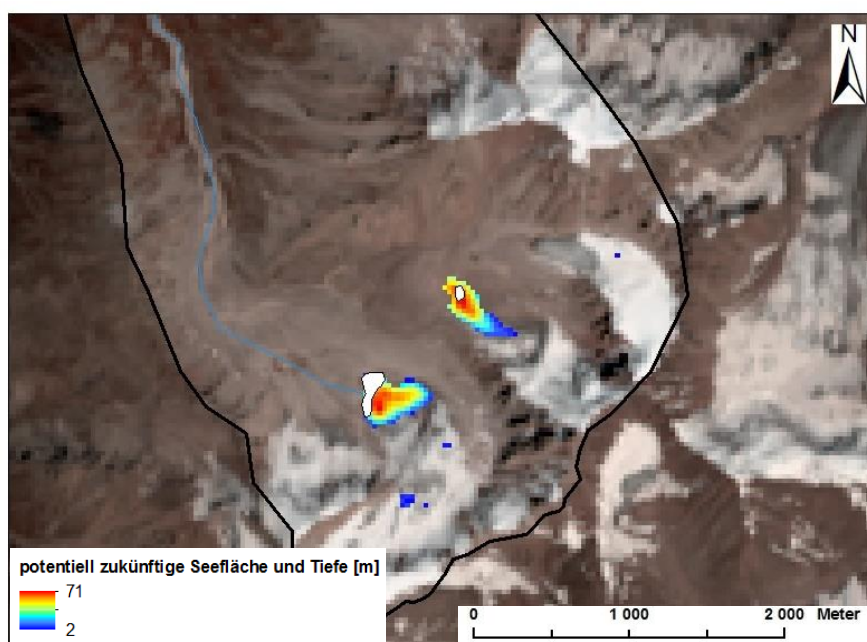 N
potentiell zukünftige Seefläche und Tiefe [m]
71
2
0 1 000 2 000 Meter